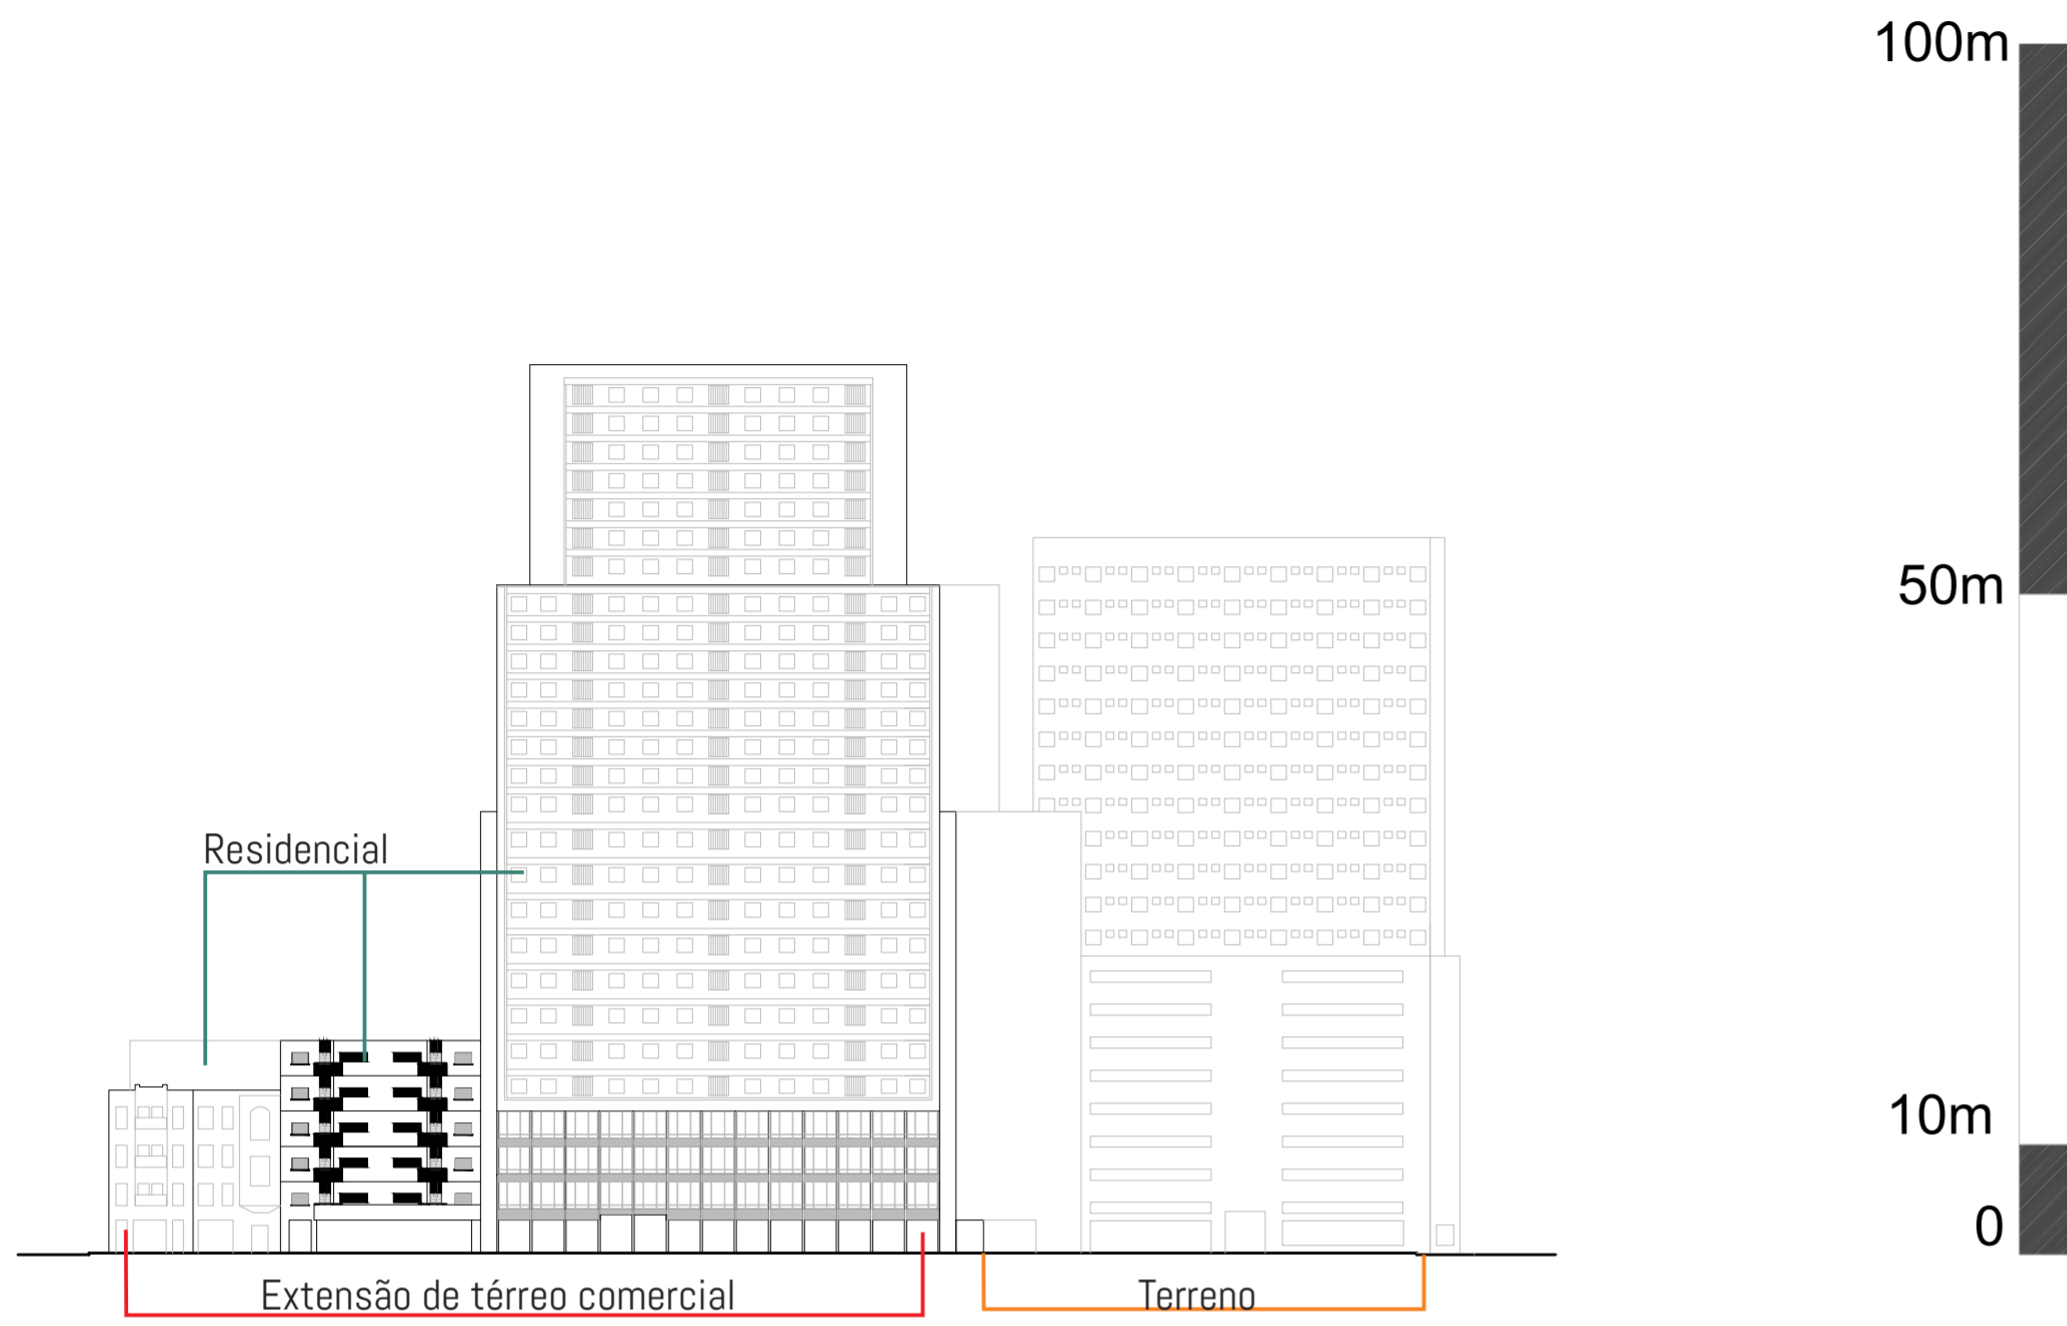 100m
50m
Residencial
10m
0
Extensão de térreo comercial
Terreno